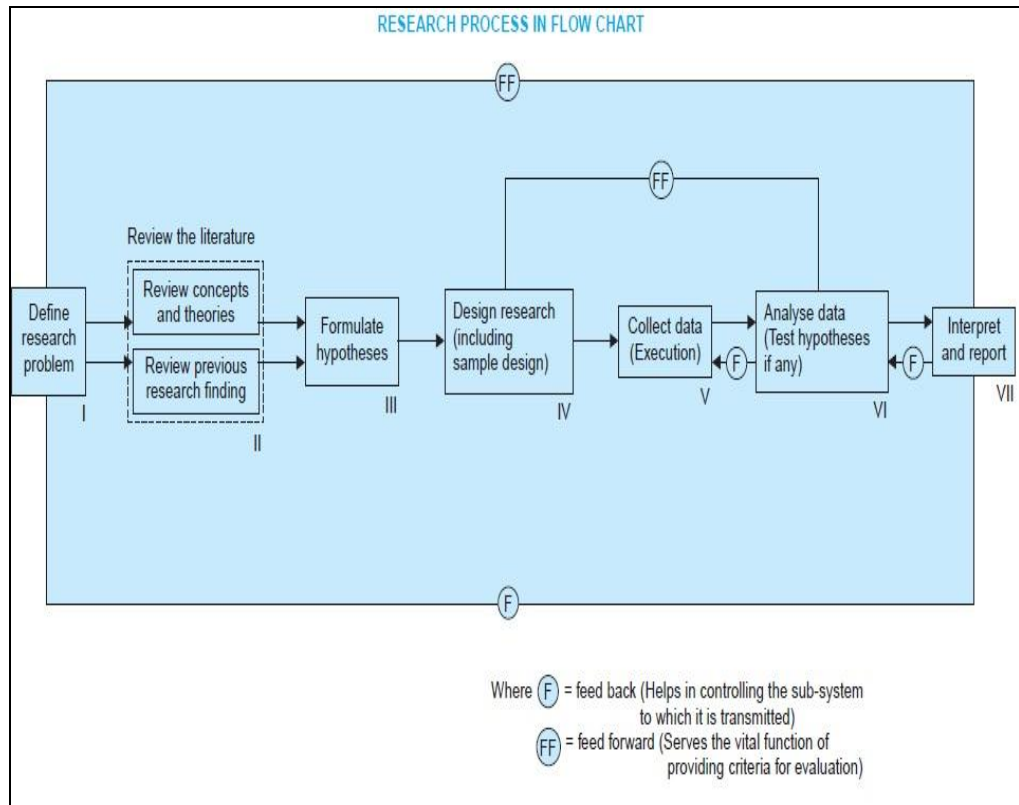 RESEARCH PROCESS IN FLOW CHART
FF
FF
Review the literature
Define
research
problem
I
Review concepts
and theories
Review previous
research finding
II
Formulate
hypotheses
III
Design research
(including
sample design)
IV
Collect data
(Execution)
V
F
Analyse data
(Test hypotheses
if any)
VI
F
Interpret
and report
VII
F
Where F = feed back (Helps in controlling the sub-system
to which it is transmitted)
FF = feed forward (Serves the vital function of
providing criteria for evaluation)